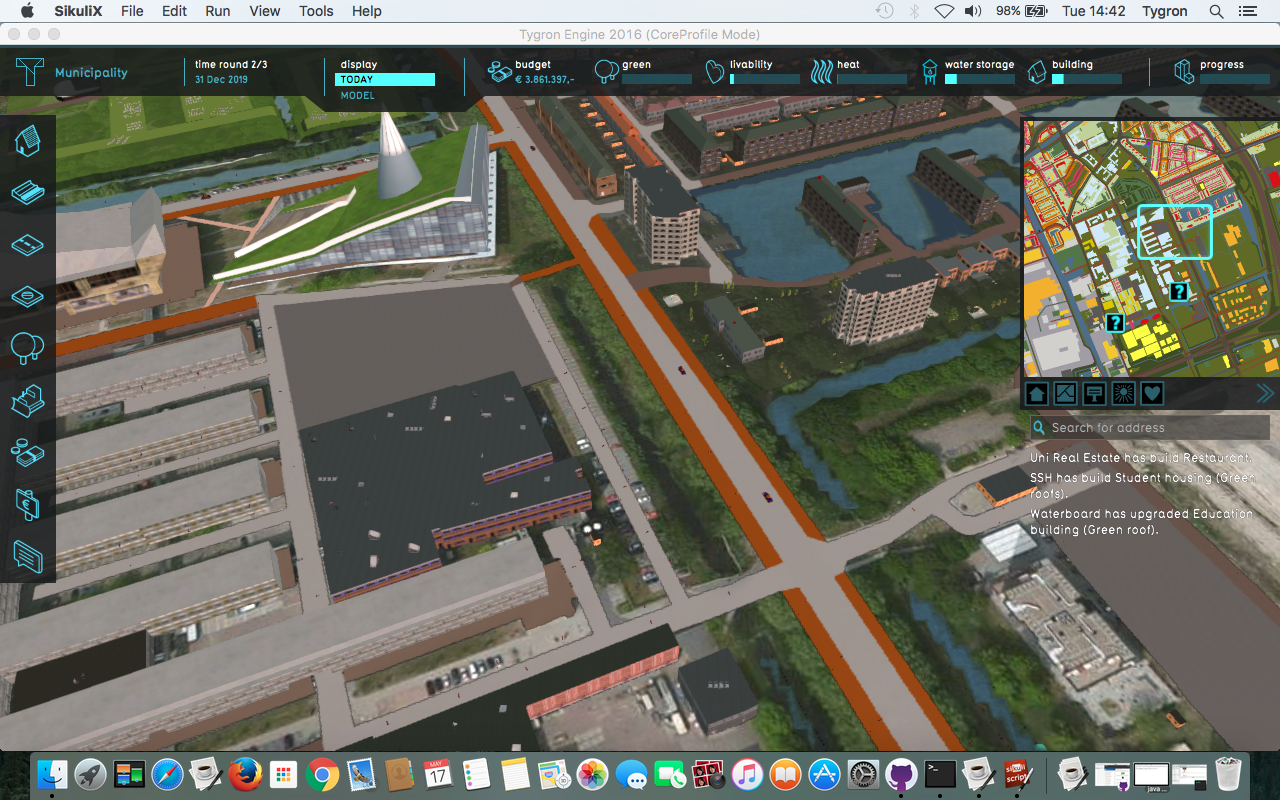 SikuliX File Edit Run View Tools Help 98% Tue 14:42 Tygron
Tygron Engine 2016 (CoreProfile Mode)
Municipality
time round 2/3
31 Dec 2019
display
TODAY
MODEL
budget
€ 3.861.397,-
green
livability
heat
water storage
building
progress
?
?
Search for address
Uni Real Estate has build Restaurant.
SSH has build Student housing (Green
roofs).
Waterboard has upgraded Education
building (Green roof).
MAY
17
sikuli
script
java ...